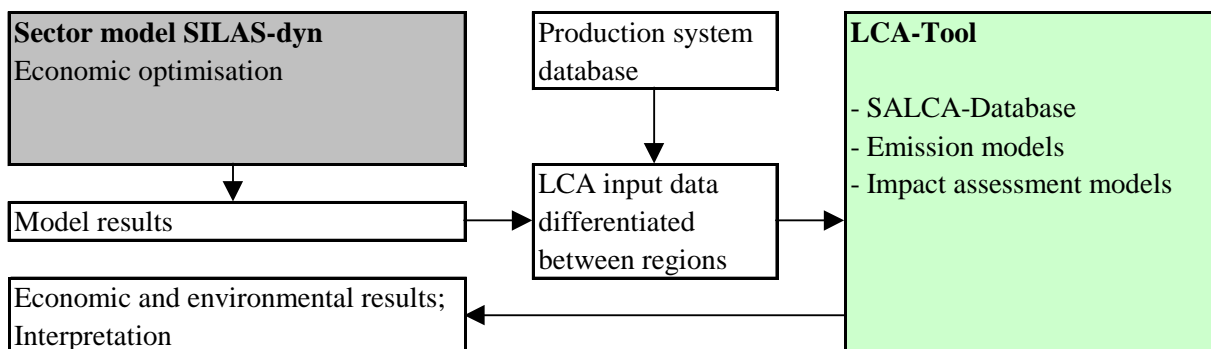 Sector model SILAS-dyn
Economic optimisation
Production system
database
LCA-Tool
- SALCA-Database
- Emission models
- Impact assessment models
Model results
LCA input data
differentiated
between regions
Economic and environmental results;
Interpretation